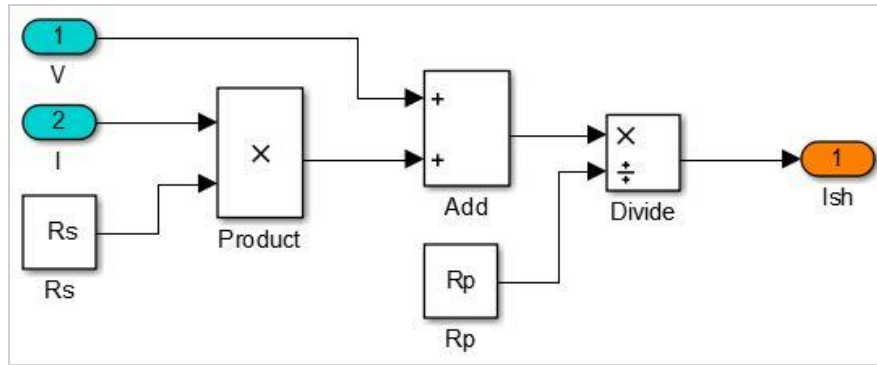 1
V
2
I
Rs
Rs
×
Product
+
+
Add
Rp
Rp
×
÷
Divide
1
Ish